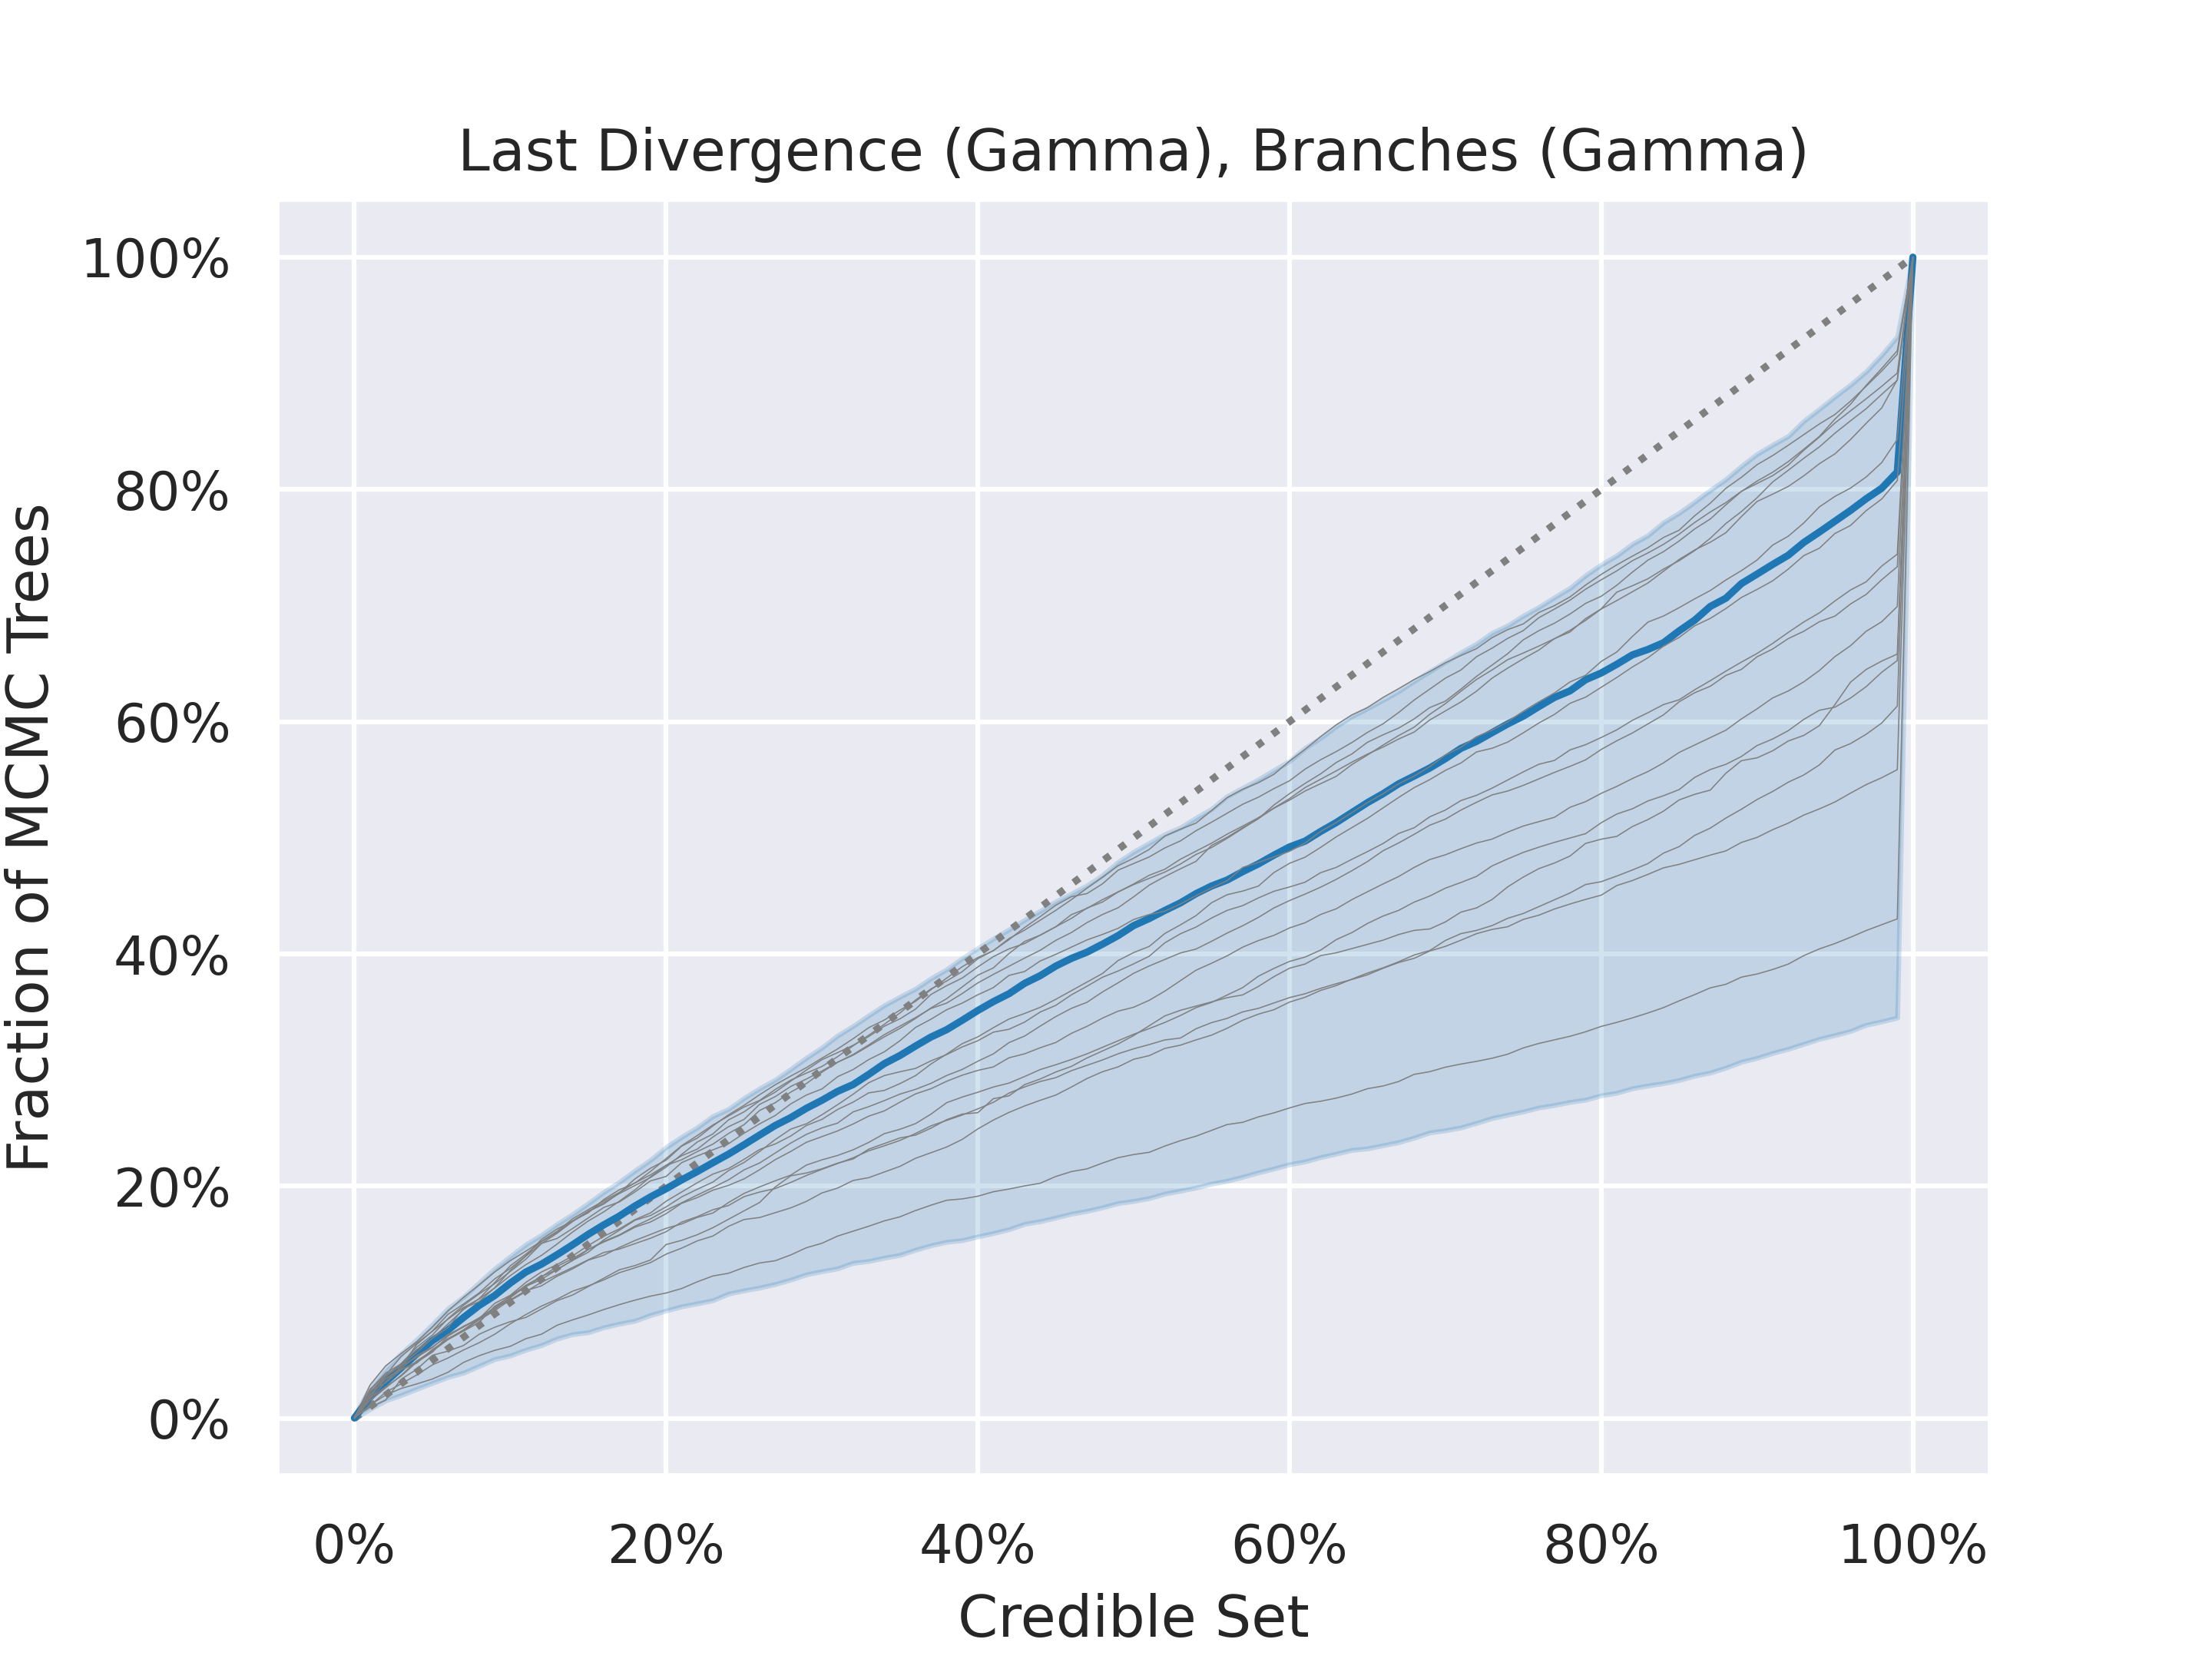 Last Divergence (Gamma), Branches (Gamma)
Fraction of MCMC Trees
100%
80%
60%
40%
20%
0%
0% 20% 40% 60% 80% 100%
Credible Set